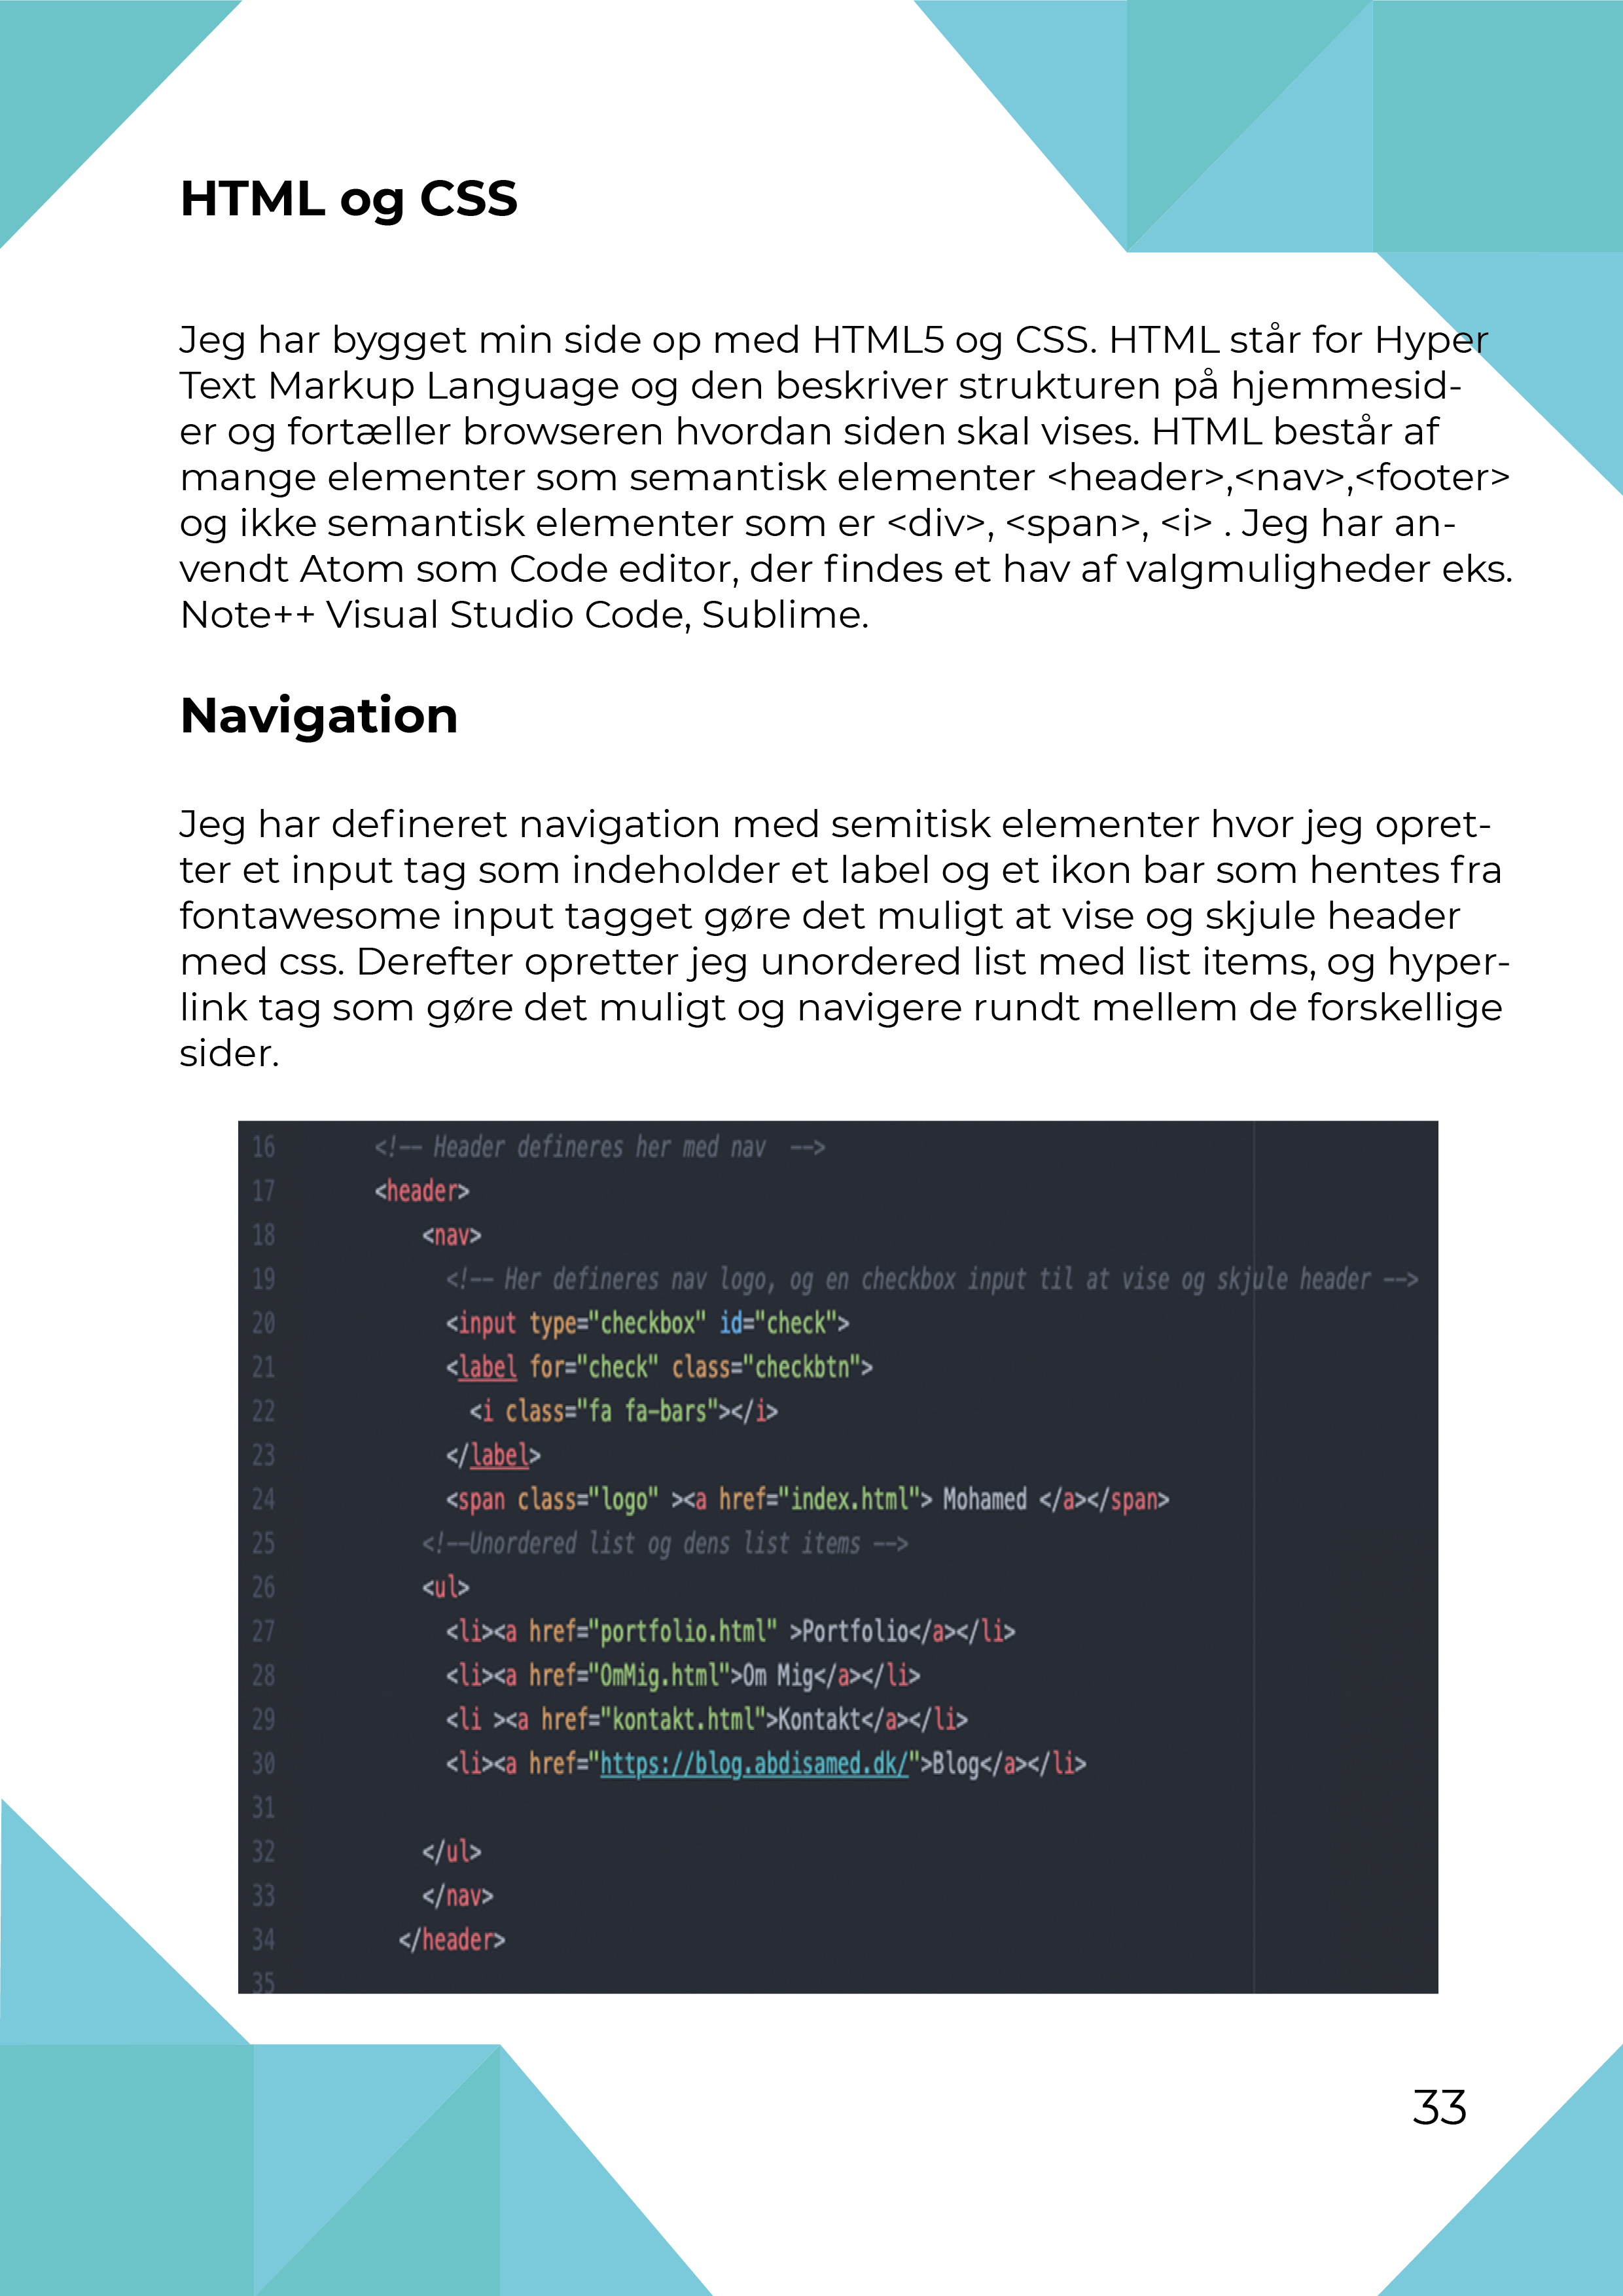 HTML og CSS
Jeg har bygget min side op med HTML5 og CSS. HTML står for Hyper
Text Markup Language og den beskriver strukturen på hjemmesid-
er og fortæller browseren hvordan siden skal vises. HTML består af
mange elementer som semantisk elementer <header>,<nav>,<footer>
og ikke semantisk elementer som er <div>, <span>, <i> . Jeg har an-
vendt Atom som Code editor, der findes et hav af valgmuligheder eks.
Note++ Visual Studio Code, Sublime.
Navigation
Jeg har defineret navigation med semitisk elementer hvor jeg opret-
ter et input tag som indeholder et label og et ikon bar som hentes fra
fontawesome input tagget gøre det muligt at vise og skjule header
med css. Derefter opretter jeg unordered list med list items, og hyper-
link tag som gøre det muligt og navigere rundt mellem de forskellige
sider.
16 <!-- Header defineres her med nav -->
17 <header>
18 <nav>
19 <!-- Her defineres nav logo, og en checkbox input til at vise og skjule header -->
20 <input type="checkbox" id="check">
21 <label for="check" class="checkbtn">
22 <i class="fa fa-bars"></i>
23 </label>
24 <span class="logo" ><a href="index.html"> Mohamed </a></span>
25 <!--Unordered list og dens list items -->
26 <ul>
27 <li><a href="portfolio.html" >Portfolio</a></li>
28 <li><a href="OmMig.html">Om Mig</a></li>
29 <li ><a href="kontakt.html">Kontakt</a></li>
30 <li><a href="https://blog.abdisamed.dk/">Blog</a></li>
31
32 </ul>
33 </nav>
34 </header>
35
33